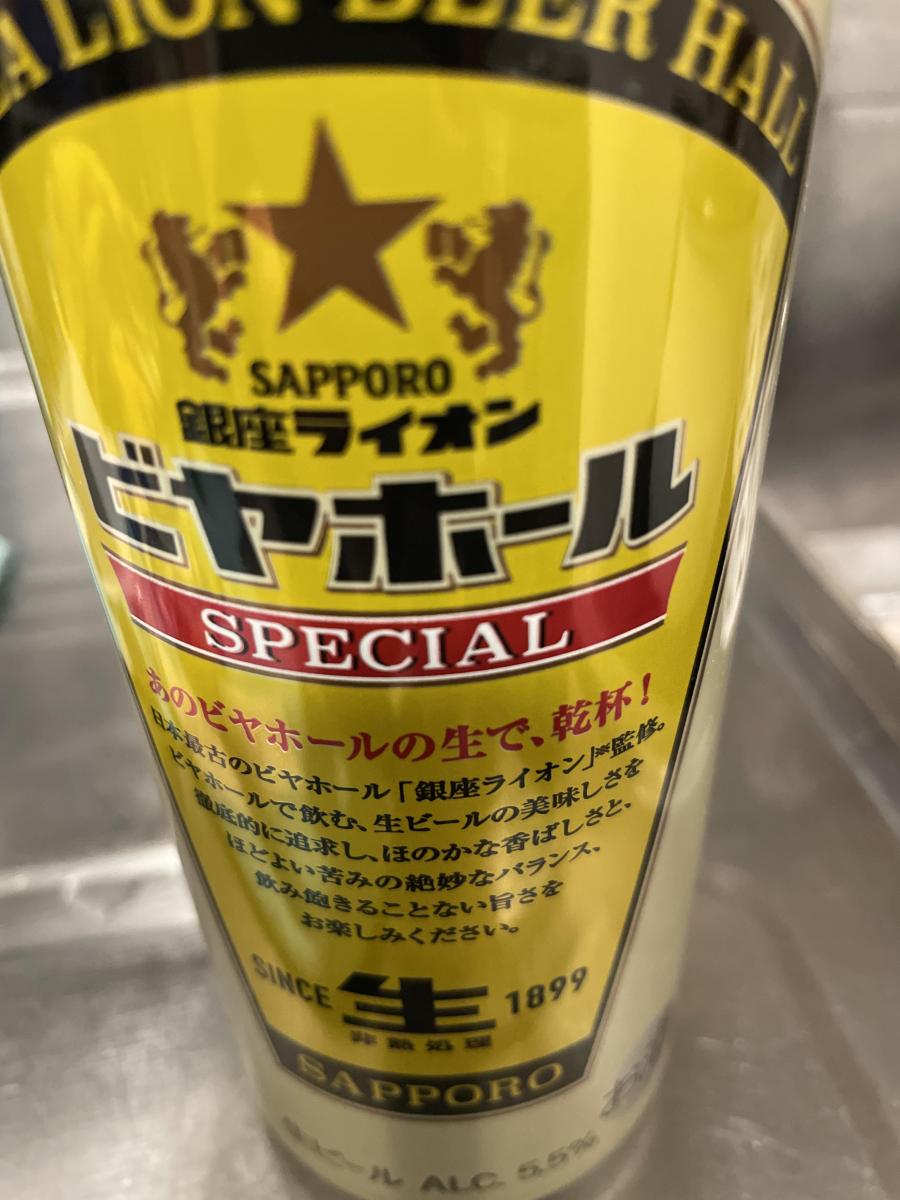 LION BEER HALL
SAPPORO
銀座ライオン
ビヤホール
SPECIAL
あのビヤホールの生で、乾杯!
日本最古のビヤホール「銀座ライオン」※監修。
ビヤホールで飲む、生ビールの美味しさを
徹底的に追求し、ほのかな香ばしさと、
ほどよい苦みの絶妙なバランス、
飲み飽きることない旨さを
お楽しみください。
SINCE 生 1899
非熱処理
SAPPORO
ビール ALC. 5.5%